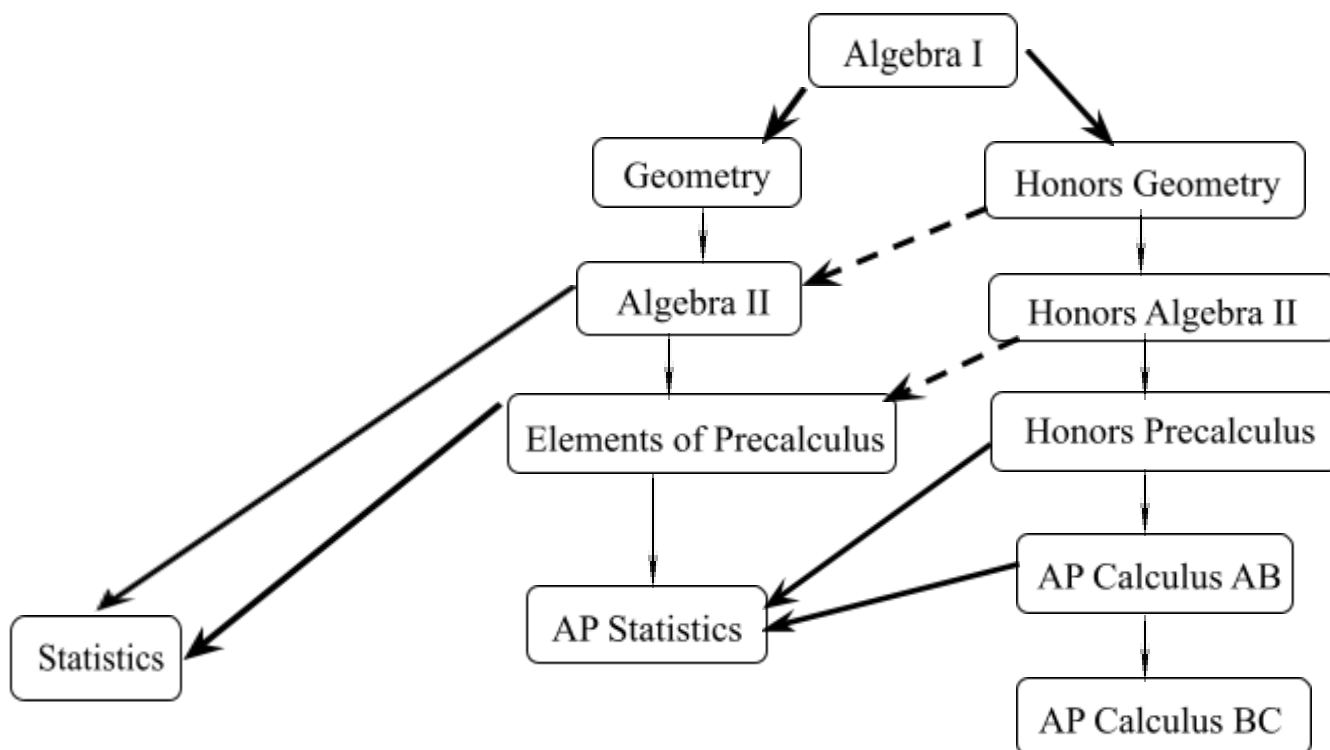 Algebra I
Geometry
Honors Geometry
Algebra II
Honors Algebra II
Elements of Precalculus
Honors Precalculus
AP Calculus AB
AP Statistics
Statistics
AP Calculus BC